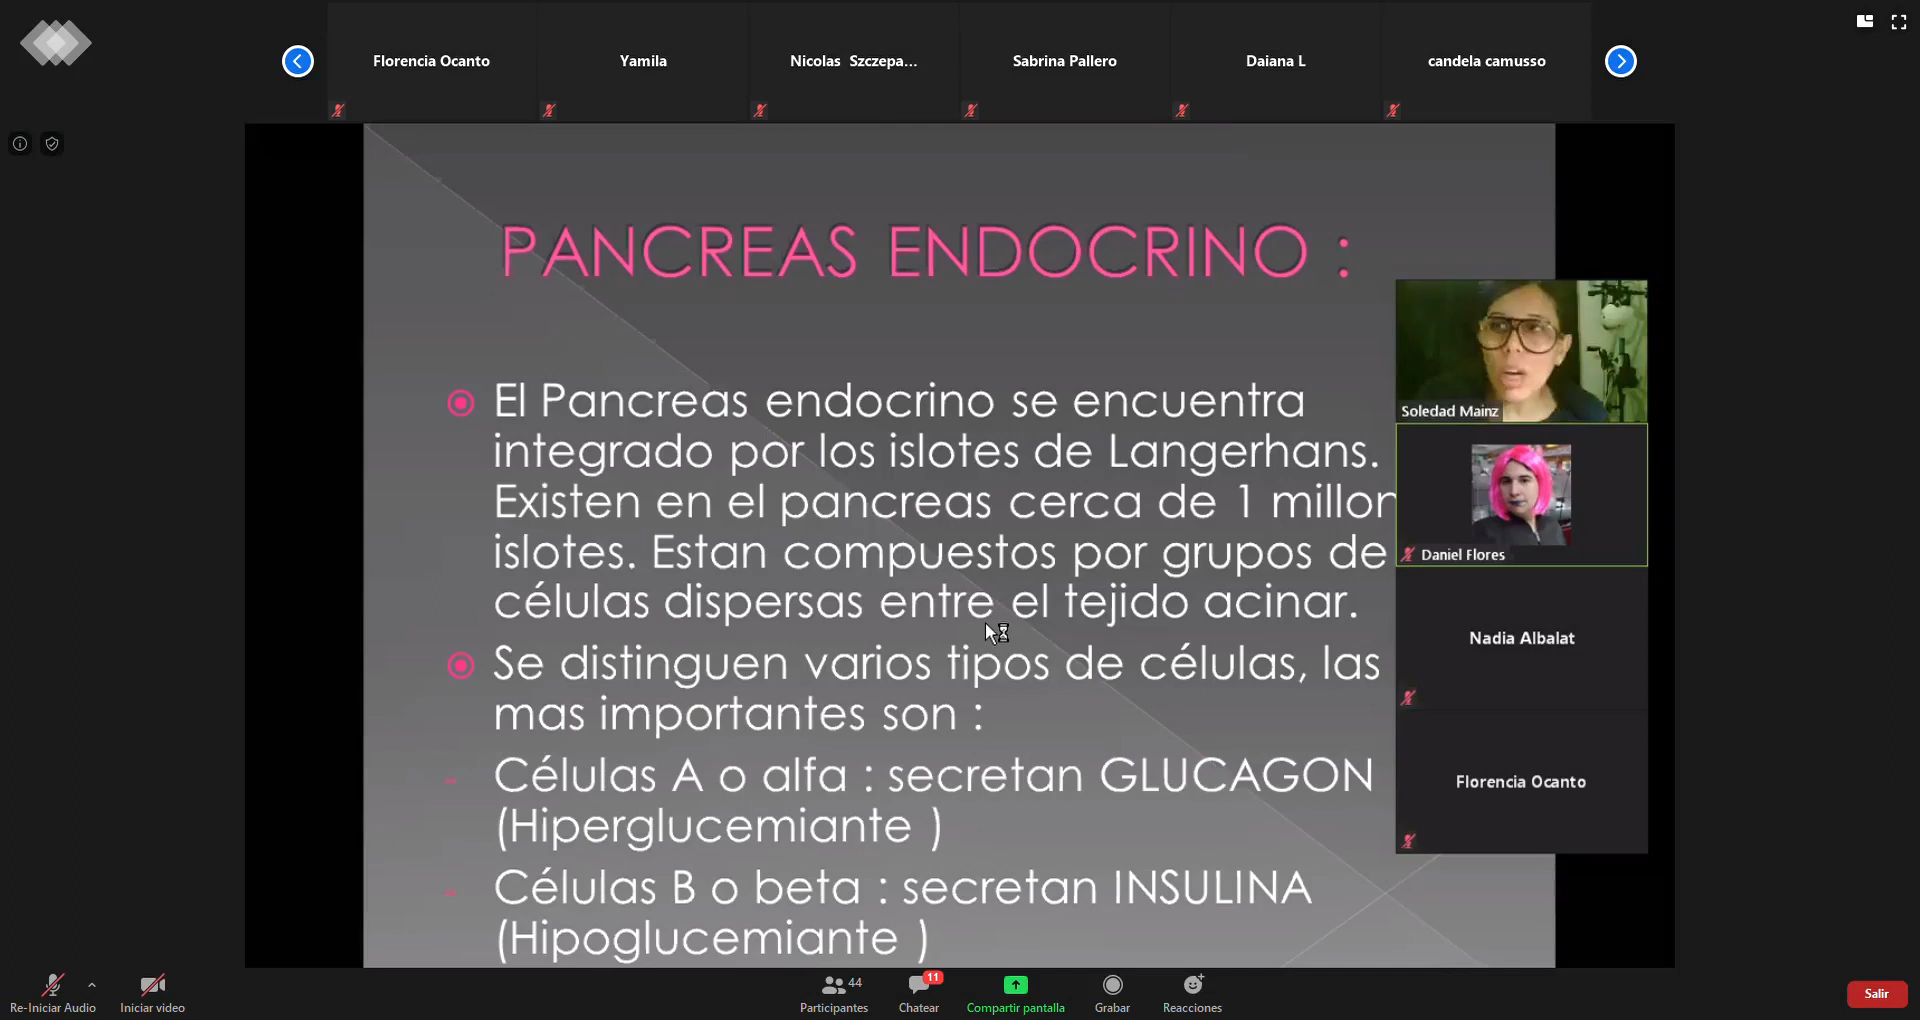 Florencia Ocanto
Yamila
Nicolas Szczepa...
Sabrina Pallero
Daiana L
candela camusso
PANCREAS ENDOCRINO :
El Pancreas endocrino se encuentra
integrado por los islotes de Langerhans.
Existen en el pancreas cerca de 1 millon
islotes. Estan compuestos por grupos de
células dispersas entre el tejido acinar.
Se distinguen varios tipos de células, las
mas importantes son :
- Células A o alfa : secretan GLUCAGON
(Hiperglucemiante )
- Células B o beta : secretan INSULINA
(Hipoglucemiante )
Soledad Mainz
Daniel Flores
Nadia Albalat
Florencia Ocanto
Re-Iniciar Audio
Iniciar video
44
Participantes
11
Chatear
Compartir pantalla
Grabar
Reacciones
Salir